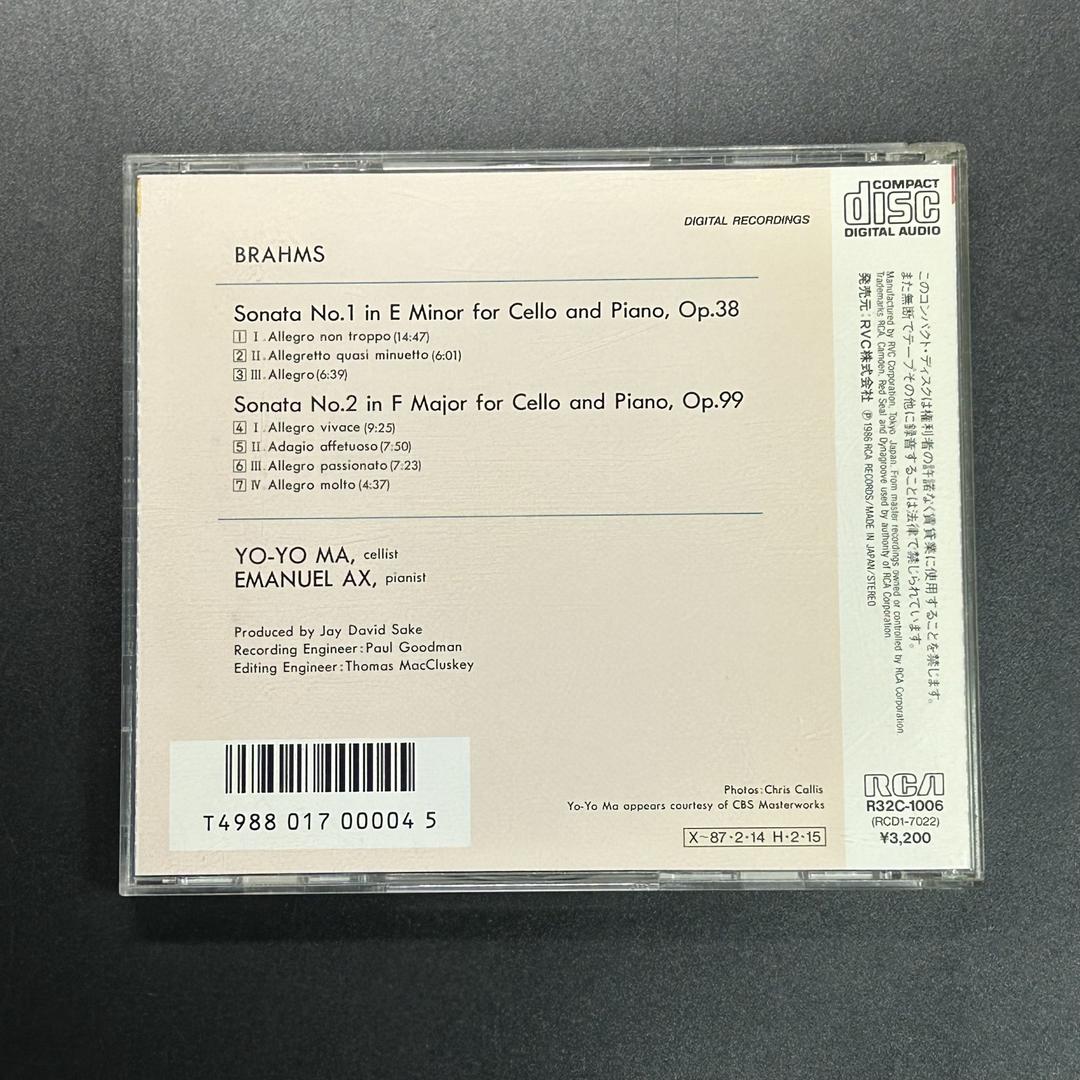 DIGITAL RECORDINGS
BRAHMS
Sonata No.1 in E Minor for Cello and Piano, Op.38
1 I. Allegro non troppo (14:47)
2 II. Allegretto quasi minuetto (6:01)
3 III. Allegro (6:39)
Sonata No.2 in F Major for Cello and Piano, Op.99
4 I. Allegro vivace (9:25)
5 II. Adagio affetuoso (7:50)
6 III. Allegro passionato (7:23)
7 IV. Allegro molto (4:37)
YO-YO MA, cellist
EMANUEL AX, pianist
Produced by Jay David Sake
Recording Engineer: Paul Goodman
Editing Engineer: Thomas MacCluskey
T4988 017 00004 5
Photos: Chris Callis
Yo-Yo Ma appears courtesy of CBS Masterworks
X~87・2・14 H・2・15
COMPACT
disc
DIGITAL AUDIO
このコンパクト・ディスクは権利者の許諾なく賃貸業に使用することを禁じます。
また無断でテープその他に録音することは法律で禁じられています。
Manufactured by RVC Corporation, Tokyo, Japan. From master recordings owned or controlled by RCA Corporation.
Trademarks RCA, Camden, Red Seal and Dynagroove used by authority of RCA Corporation
発売元:RVC株式会社 Ⓟ1986 RCA RECORDS/MADE IN JAPAN/STEREO
RCA
R32C-1006
(RCD1-7022)
¥3,200